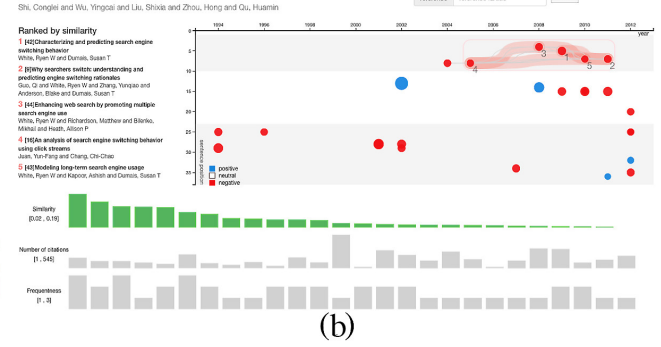 Shi, Conglei and Wu, Yingcai and Liu, Shixia and Zhou, Hong and Qu, Huamin
Ranked by similarity
1 [42]Characterizing and predicting search engine
switching behavior
White, Ryen W and Dumais, Susan T
2 [8]Why searchers switch: understanding and
predicting engine switching rationales
Guo, Qi and White, Ryen W and Zhang, Yunqiao and
Anderson, Blake and Dumais, Susan T
3 [44]Enhancing web search by promoting multiple
search engine use
White, Ryen W and Richardson, Matthew and Bilenko,
Mikhail and Heath, Allison P
4 [16]An analysis of search engine switching behavior
using click streams
Juan, Yun-Fang and Chang, Chi-Chao
5 [43]Modeling long-term search engine usage
White, Ryen W and Kapoor, Ashish and Dumais, Susan T
1994 1996 1998 2000 2002 2004 2006 2008 2010 2012
year
0
5
10
15
20
25
30
35
sentence position
3
1
4
5
2
positive
neutral
negative
Similarity
[0.02 , 0.19]
Number of citations
[1 , 545]
Frequentness
[1 , 3]
(b)